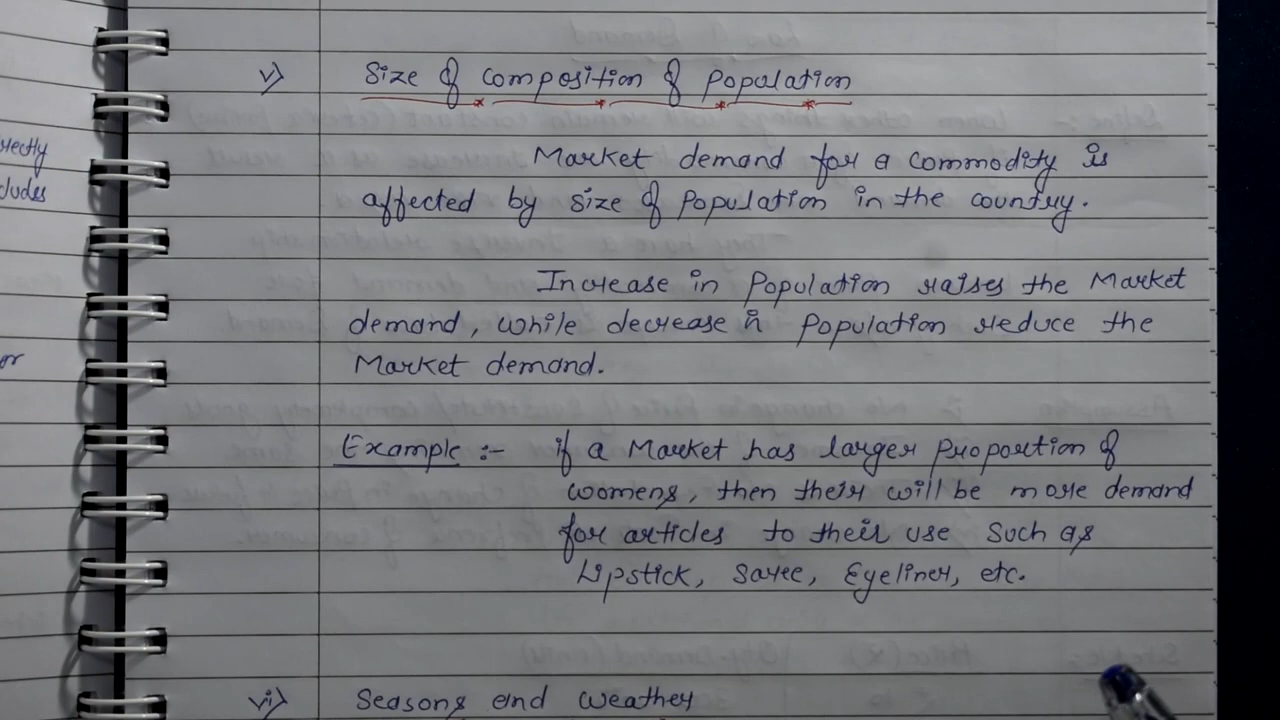 v) Size of composition of Population
Market demand for a commodity is
affected by size of population in the country.
Increase in Population raises the Market
demand, while decrease in population reduce the
Market demand.
Example :- if a Market has larger proportion of
womens, then their will be more demand
for articles to their use such as
Lipstick, Saree, Eyeliner, etc.
vi) Seasons and weather
rectly
cludes
or